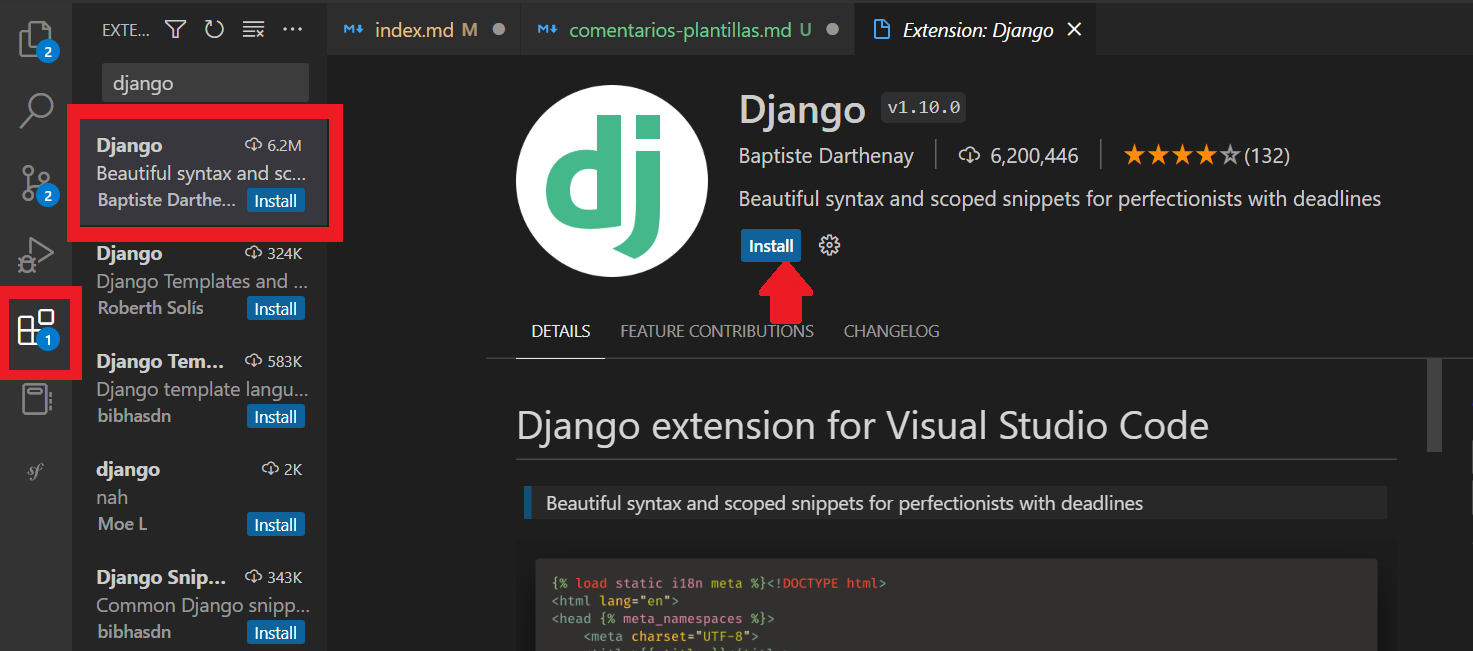 EXTE...
index.md M
comentarios-plantillas.md U
Extension: Django
2
django
Django 6.2M
Beautiful syntax and sc...
Baptiste Darthe... Install
2
Django 324K
Django Templates and ...
Roberth Solís Install
1
Django Tem... 583K
Django template langu...
bibhasdn Install
django 2K
nah
Moe L Install
Django Snip... 343K
Common Django snipp...
bibhasdn Install
sf
dj
Django v1.10.0
Baptiste Darthenay 6,200,446 (132)
Beautiful syntax and scoped snippets for perfectionists with deadlines
Install
DETAILS FEATURE CONTRIBUTIONS CHANGELOG
Django extension for Visual Studio Code
Beautiful syntax and scoped snippets for perfectionists with deadlines
{% load static i18n meta %}<!DOCTYPE html>
<html lang="en">
<head {% meta_namespaces %}>
<meta charset="UTF-8">